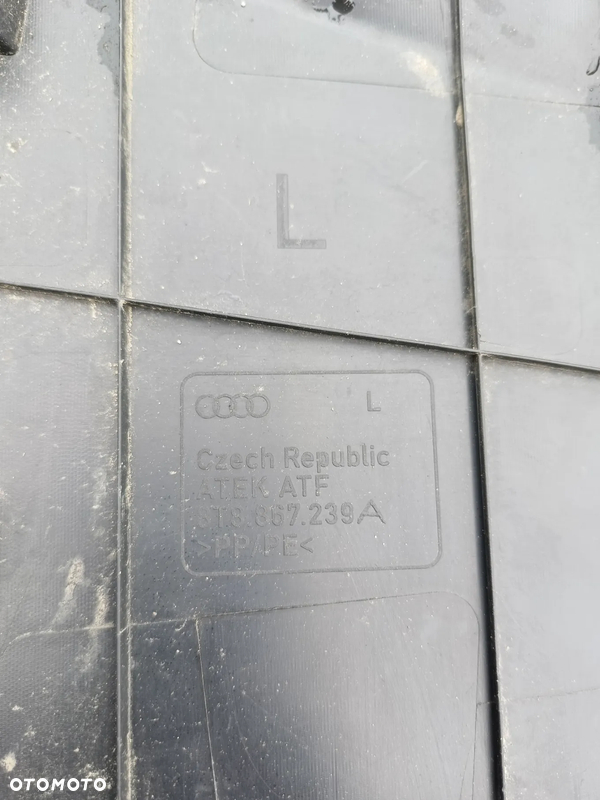 L
L
Czech Republic
ATEK ATF
8T8.867.239A
>PP/PE<
OTOMOTO